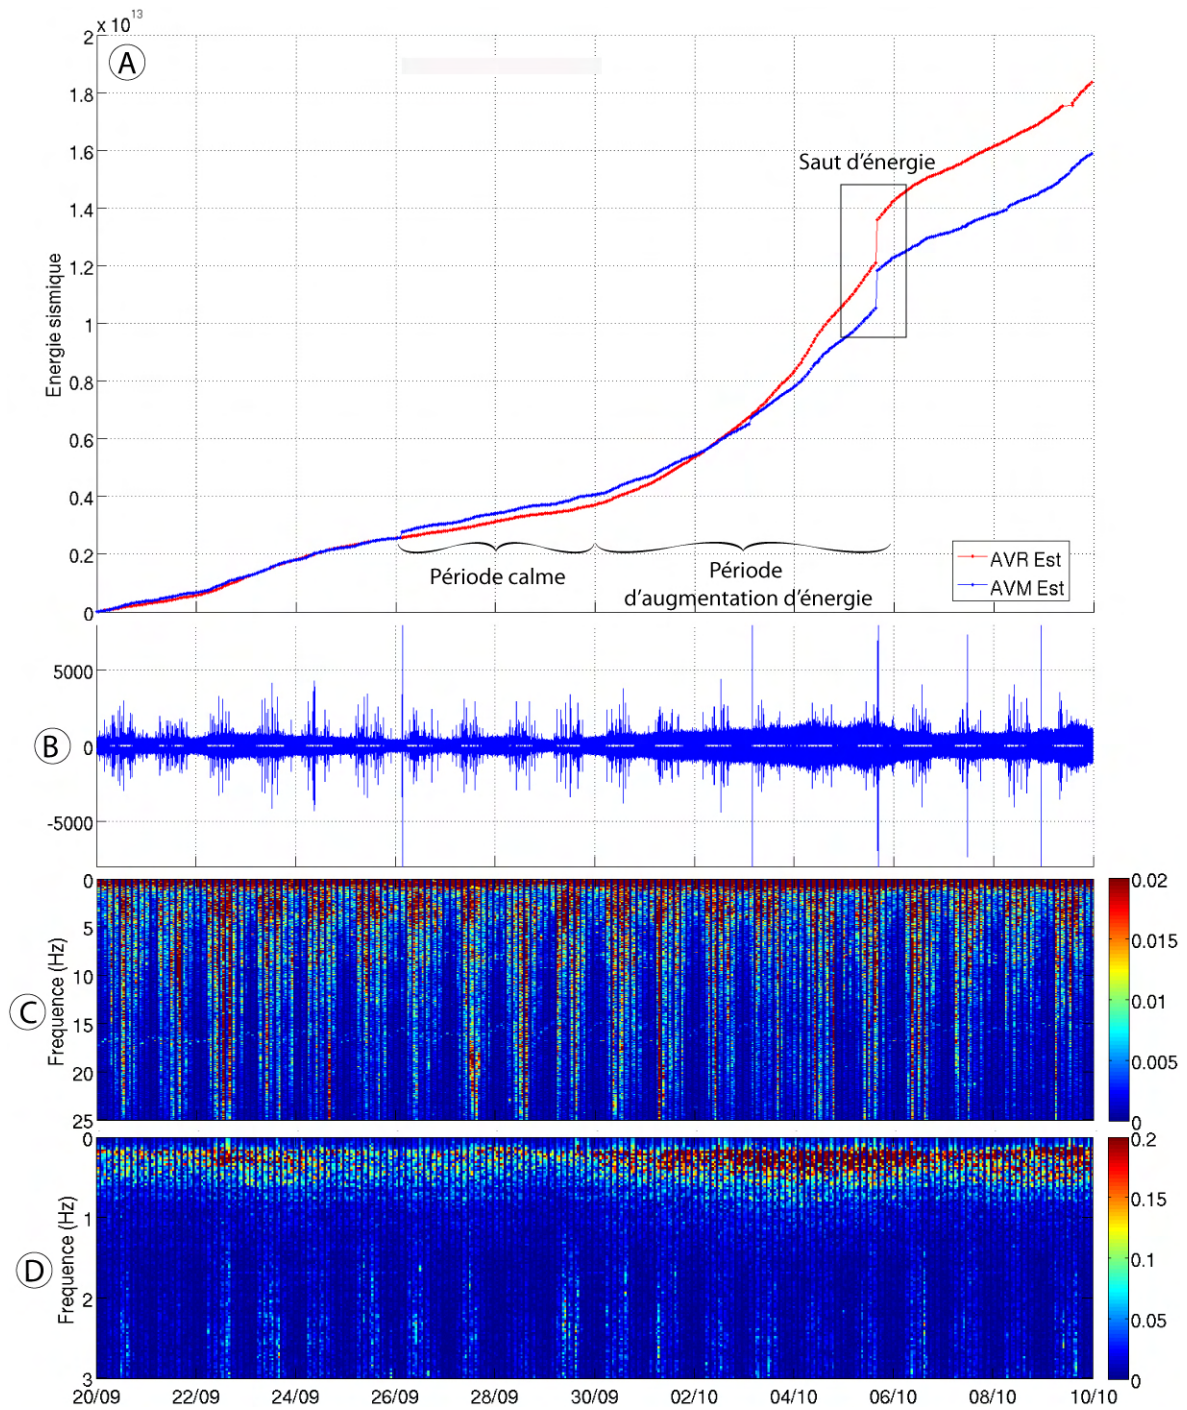 x 10^13
2
1.8
1.6
1.4
1.2
1
0.8
0.6
0.4
0.2
0
Energie sismique
A
Saut d'énergie
Période calme
Période
d'augmentation d'énergie
AVR Est
AVM Est
B
5000
0
-5000
C
Frequence (Hz)
0
5
10
15
20
25
0.02
0.015
0.01
0.005
0
D
Frequence (Hz)
0
1
2
3
0.2
0.15
0.1
0.05
0
20/09 22/09 24/09 26/09 28/09 30/09 02/10 04/10 06/10 08/10 10/10